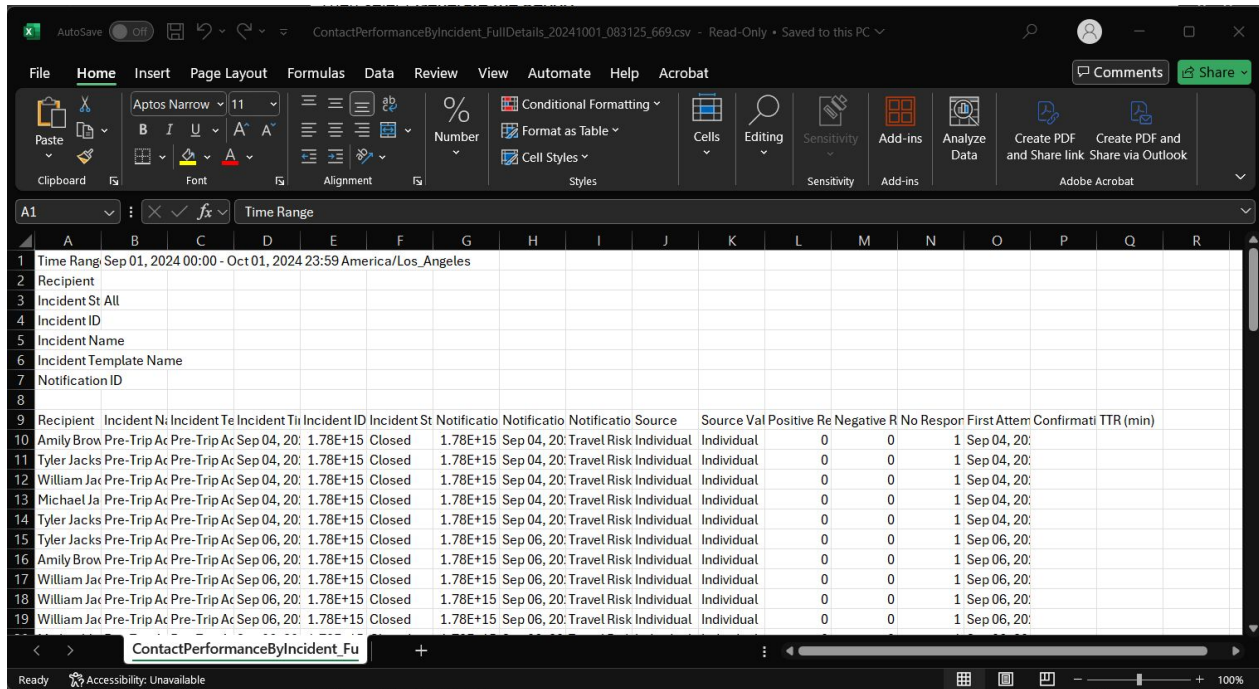 AutoSave Off ContactPerformanceByIncident_FullDetails_20241001_083125_669.csv - Read-Only • Saved to this PC
File Home Insert Page Layout Formulas Data Review View Automate Help Acrobat Comments Share
Paste
Clipboard
Aptos Narrow 11
B I U A A
A
Font
ab
Alignment
%
Number
Conditional Formatting
Format as Table
Cell Styles
Styles
Cells
Editing
Sensitivity
Sensitivity
Add-ins
Add-ins
Analyze Data
Create PDF and Share link
Create PDF and Share via Outlook
Adobe Acrobat
A1 fx Time Range
A B C D E F G H I J K L M N O P Q R
1 Time Rang Sep 01, 2024 00:00 - Oct 01, 2024 23:59 America/Los_Angeles
2 Recipient
3 Incident St All
4 Incident ID
5 Incident Name
6 Incident Template Name
7 Notification ID
8
9 Recipient Incident Na Incident Te Incident Tir Incident ID Incident St Notificatio Notificatio Notificatio Source Source Val Positive Re Negative R No Respor First Attem Confirmati TTR (min)
10 Amily Brow Pre-Trip Ac Pre-Trip Ac Sep 04, 20: 1.78E+15 Closed 1.78E+15 Sep 04, 20: Travel Risk Individual Individual 0 0 1 Sep 04, 20:
11 Tyler Jacks Pre-Trip Ac Pre-Trip Ac Sep 04, 20: 1.78E+15 Closed 1.78E+15 Sep 04, 20: Travel Risk Individual Individual 0 0 1 Sep 04, 20:
12 William Jac Pre-Trip Ac Pre-Trip Ac Sep 04, 20: 1.78E+15 Closed 1.78E+15 Sep 04, 20: Travel Risk Individual Individual 0 0 1 Sep 04, 20:
13 Michael Ja Pre-Trip Ac Pre-Trip Ac Sep 04, 20: 1.78E+15 Closed 1.78E+15 Sep 04, 20: Travel Risk Individual Individual 0 0 1 Sep 04, 20:
14 Tyler Jacks Pre-Trip Ac Pre-Trip Ac Sep 04, 20: 1.78E+15 Closed 1.78E+15 Sep 04, 20: Travel Risk Individual Individual 0 0 1 Sep 04, 20:
15 Tyler Jacks Pre-Trip Ac Pre-Trip Ac Sep 06, 20: 1.78E+15 Closed 1.78E+15 Sep 06, 20: Travel Risk Individual Individual 0 0 1 Sep 06, 20:
16 Amily Brow Pre-Trip Ac Pre-Trip Ac Sep 06, 20: 1.78E+15 Closed 1.78E+15 Sep 06, 20: Travel Risk Individual Individual 0 0 1 Sep 06, 20:
17 William Jac Pre-Trip Ac Pre-Trip Ac Sep 06, 20: 1.78E+15 Closed 1.78E+15 Sep 06, 20: Travel Risk Individual Individual 0 0 1 Sep 06, 20:
18 William Jac Pre-Trip Ac Pre-Trip Ac Sep 06, 20: 1.78E+15 Closed 1.78E+15 Sep 06, 20: Travel Risk Individual Individual 0 0 1 Sep 06, 20:
19 William Jac Pre-Trip Ac Pre-Trip Ac Sep 06, 20: 1.78E+15 Closed 1.78E+15 Sep 06, 20: Travel Risk Individual Individual 0 0 1 Sep 06, 20:
ContactPerformanceByIncident_Fu +
Ready Accessibility: Unavailable 100%